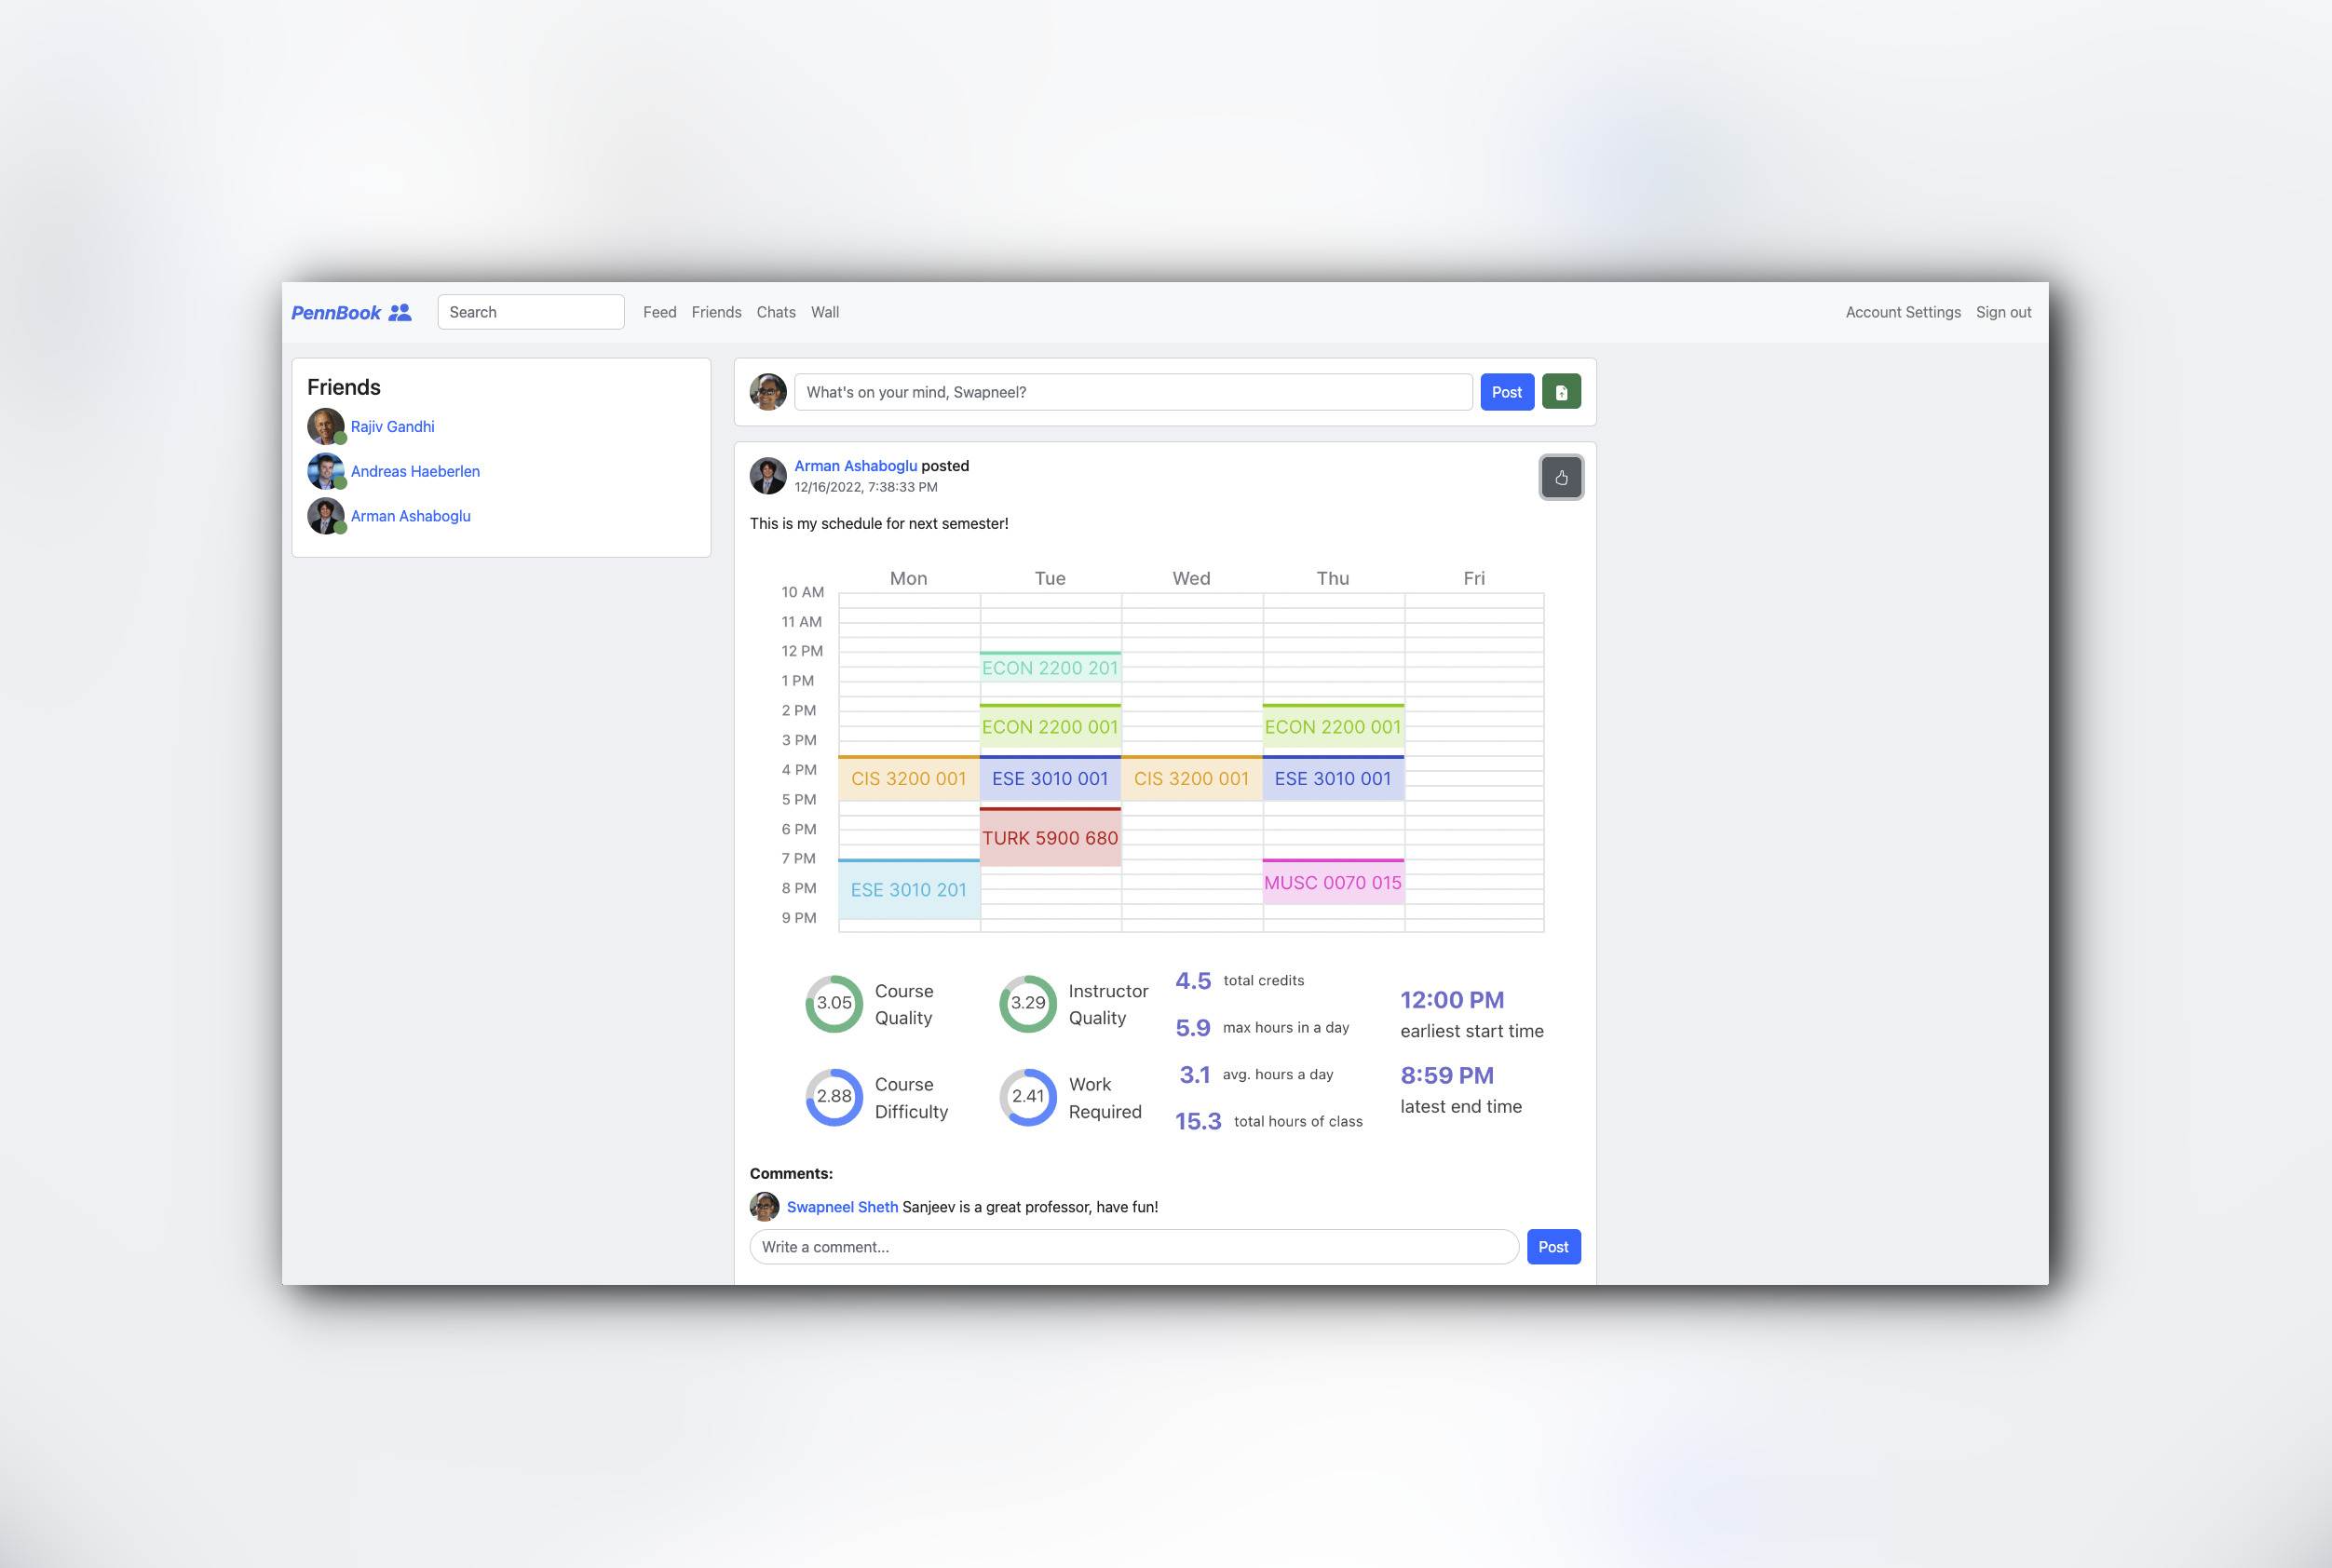 PennBook
Search
Feed Friends Chats Wall
Account Settings Sign out
Friends
Rajiv Gandhi
Andreas Haeberlen
Arman Ashaboglu
What's on your mind, Swapneel?
Post
Arman Ashaboglu posted
12/16/2022, 7:38:33 PM
This is my schedule for next semester!
Mon Tue Wed Thu Fri
10 AM
11 AM
12 PM
ECON 2200 201
1 PM
2 PM
ECON 2200 001 ECON 2200 001
3 PM
4 PM
CIS 3200 001 ESE 3010 001 CIS 3200 001 ESE 3010 001
5 PM
6 PM
TURK 5900 680
7 PM
MUSC 0070 015
8 PM
ESE 3010 201
9 PM
3.05 Course Quality
3.29 Instructor Quality
2.88 Course Difficulty
2.41 Work Required
4.5 total credits
5.9 max hours in a day
3.1 avg. hours a day
15.3 total hours of class
12:00 PM
earliest start time
8:59 PM
latest end time
Comments:
Swapneel Sheth Sanjeev is a great professor, have fun!
Write a comment...
Post